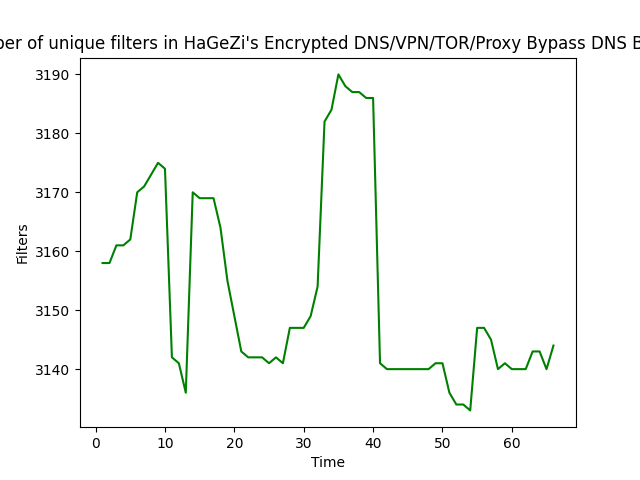 ber of unique filters in HaGeZi's Encrypted DNS/VPN/TOR/Proxy Bypass DNS B
3190
3180
3170
3160
3150
3140
Filters
0 10 20 30 40 50 60
Time